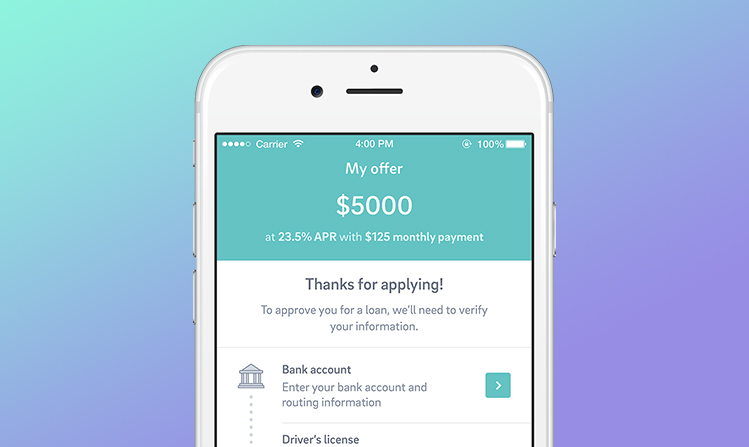 Carrier 4:00 PM 100%
My offer
$5000
at 23.5% APR with $125 monthly payment
Thanks for applying!
To approve you for a loan, we'll need to verify
your information.
Bank account
Enter your bank account and
routing information
Driver's license